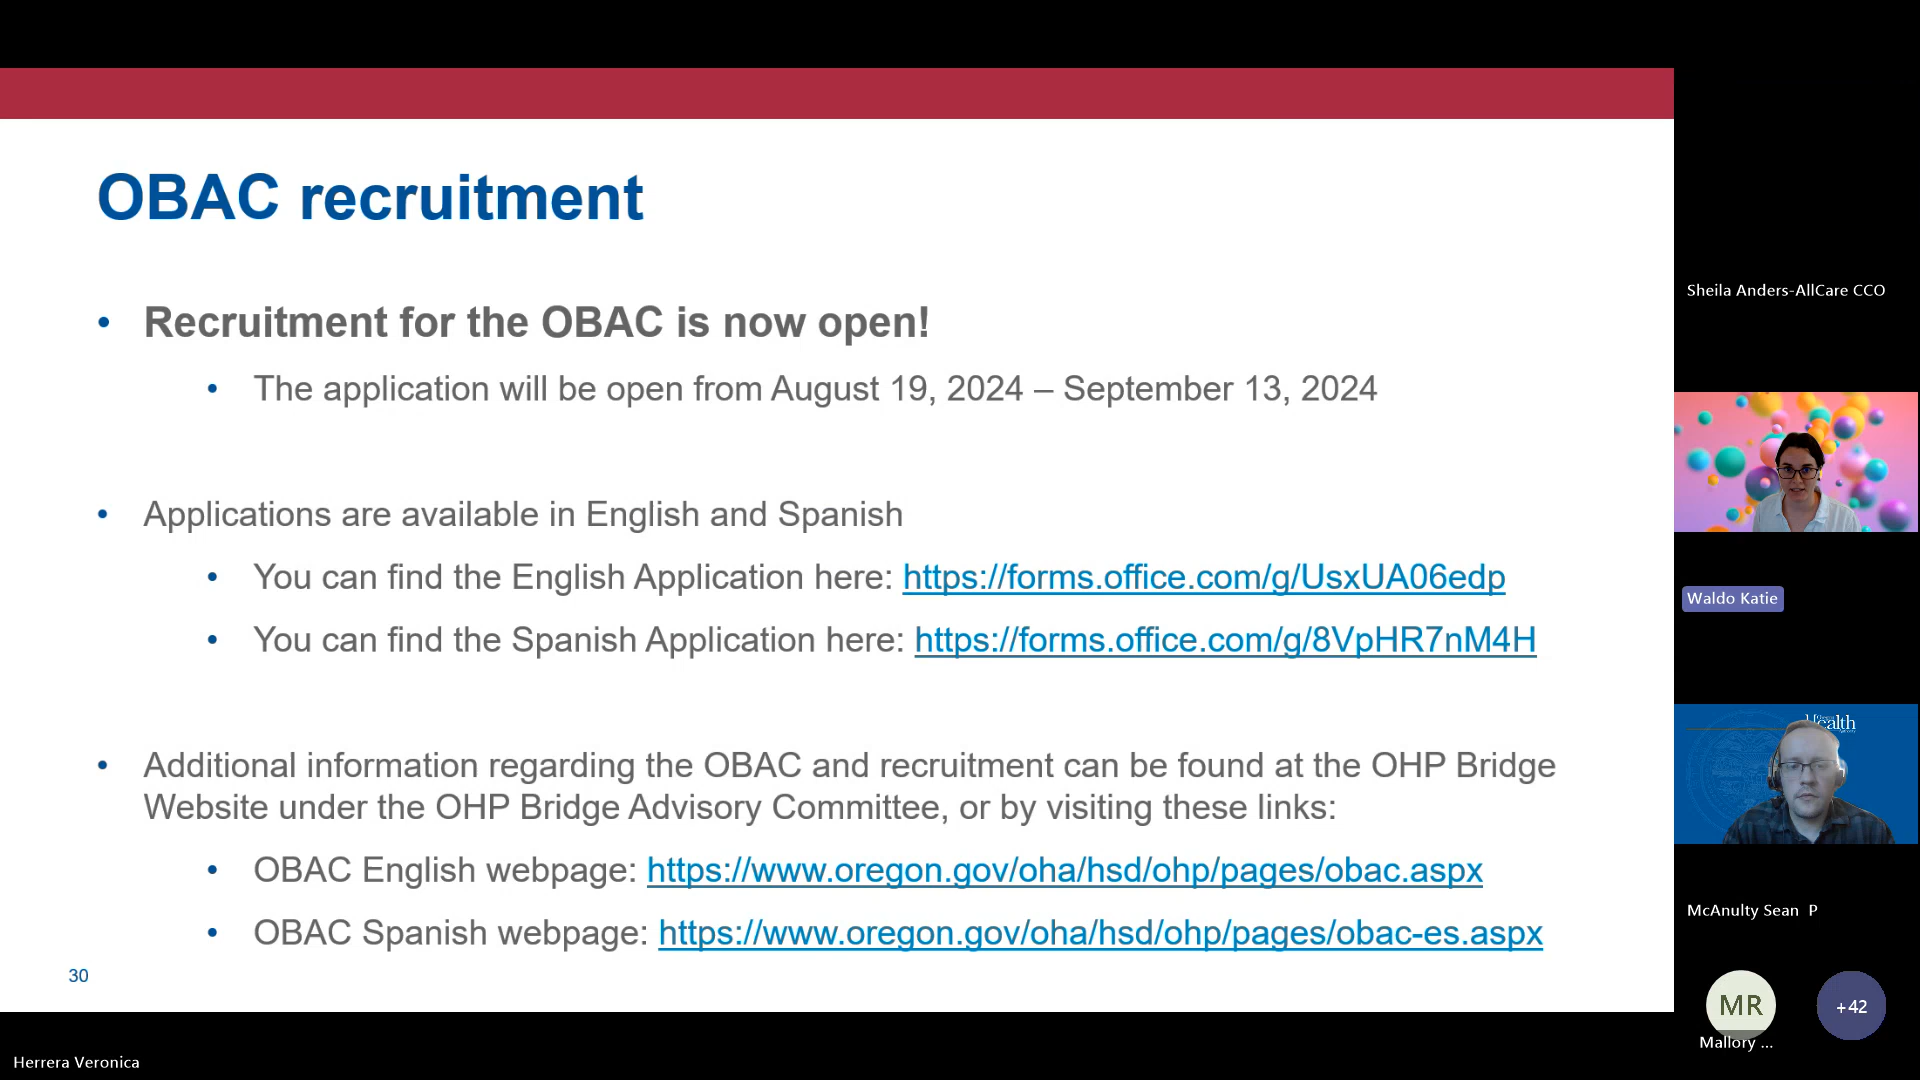 OBAC recruitment
• Recruitment for the OBAC is now open!
• The application will be open from August 19, 2024 – September 13, 2024
• Applications are available in English and Spanish
• You can find the English Application here: https://forms.office.com/g/UsxUA06edp
• You can find the Spanish Application here: https://forms.office.com/g/8VpHR7nM4H
• Additional information regarding the OBAC and recruitment can be found at the OHP Bridge
Website under the OHP Bridge Advisory Committee, or by visiting these links:
• OBAC English webpage: https://www.oregon.gov/oha/hsd/ohp/pages/obac.aspx
• OBAC Spanish webpage: https://www.oregon.gov/oha/hsd/ohp/pages/obac-es.aspx
30
Herrera Veronica
Sheila Anders-AllCare CCO
Waldo Katie
McAnulty Sean P
MR
+42
Mallory ...